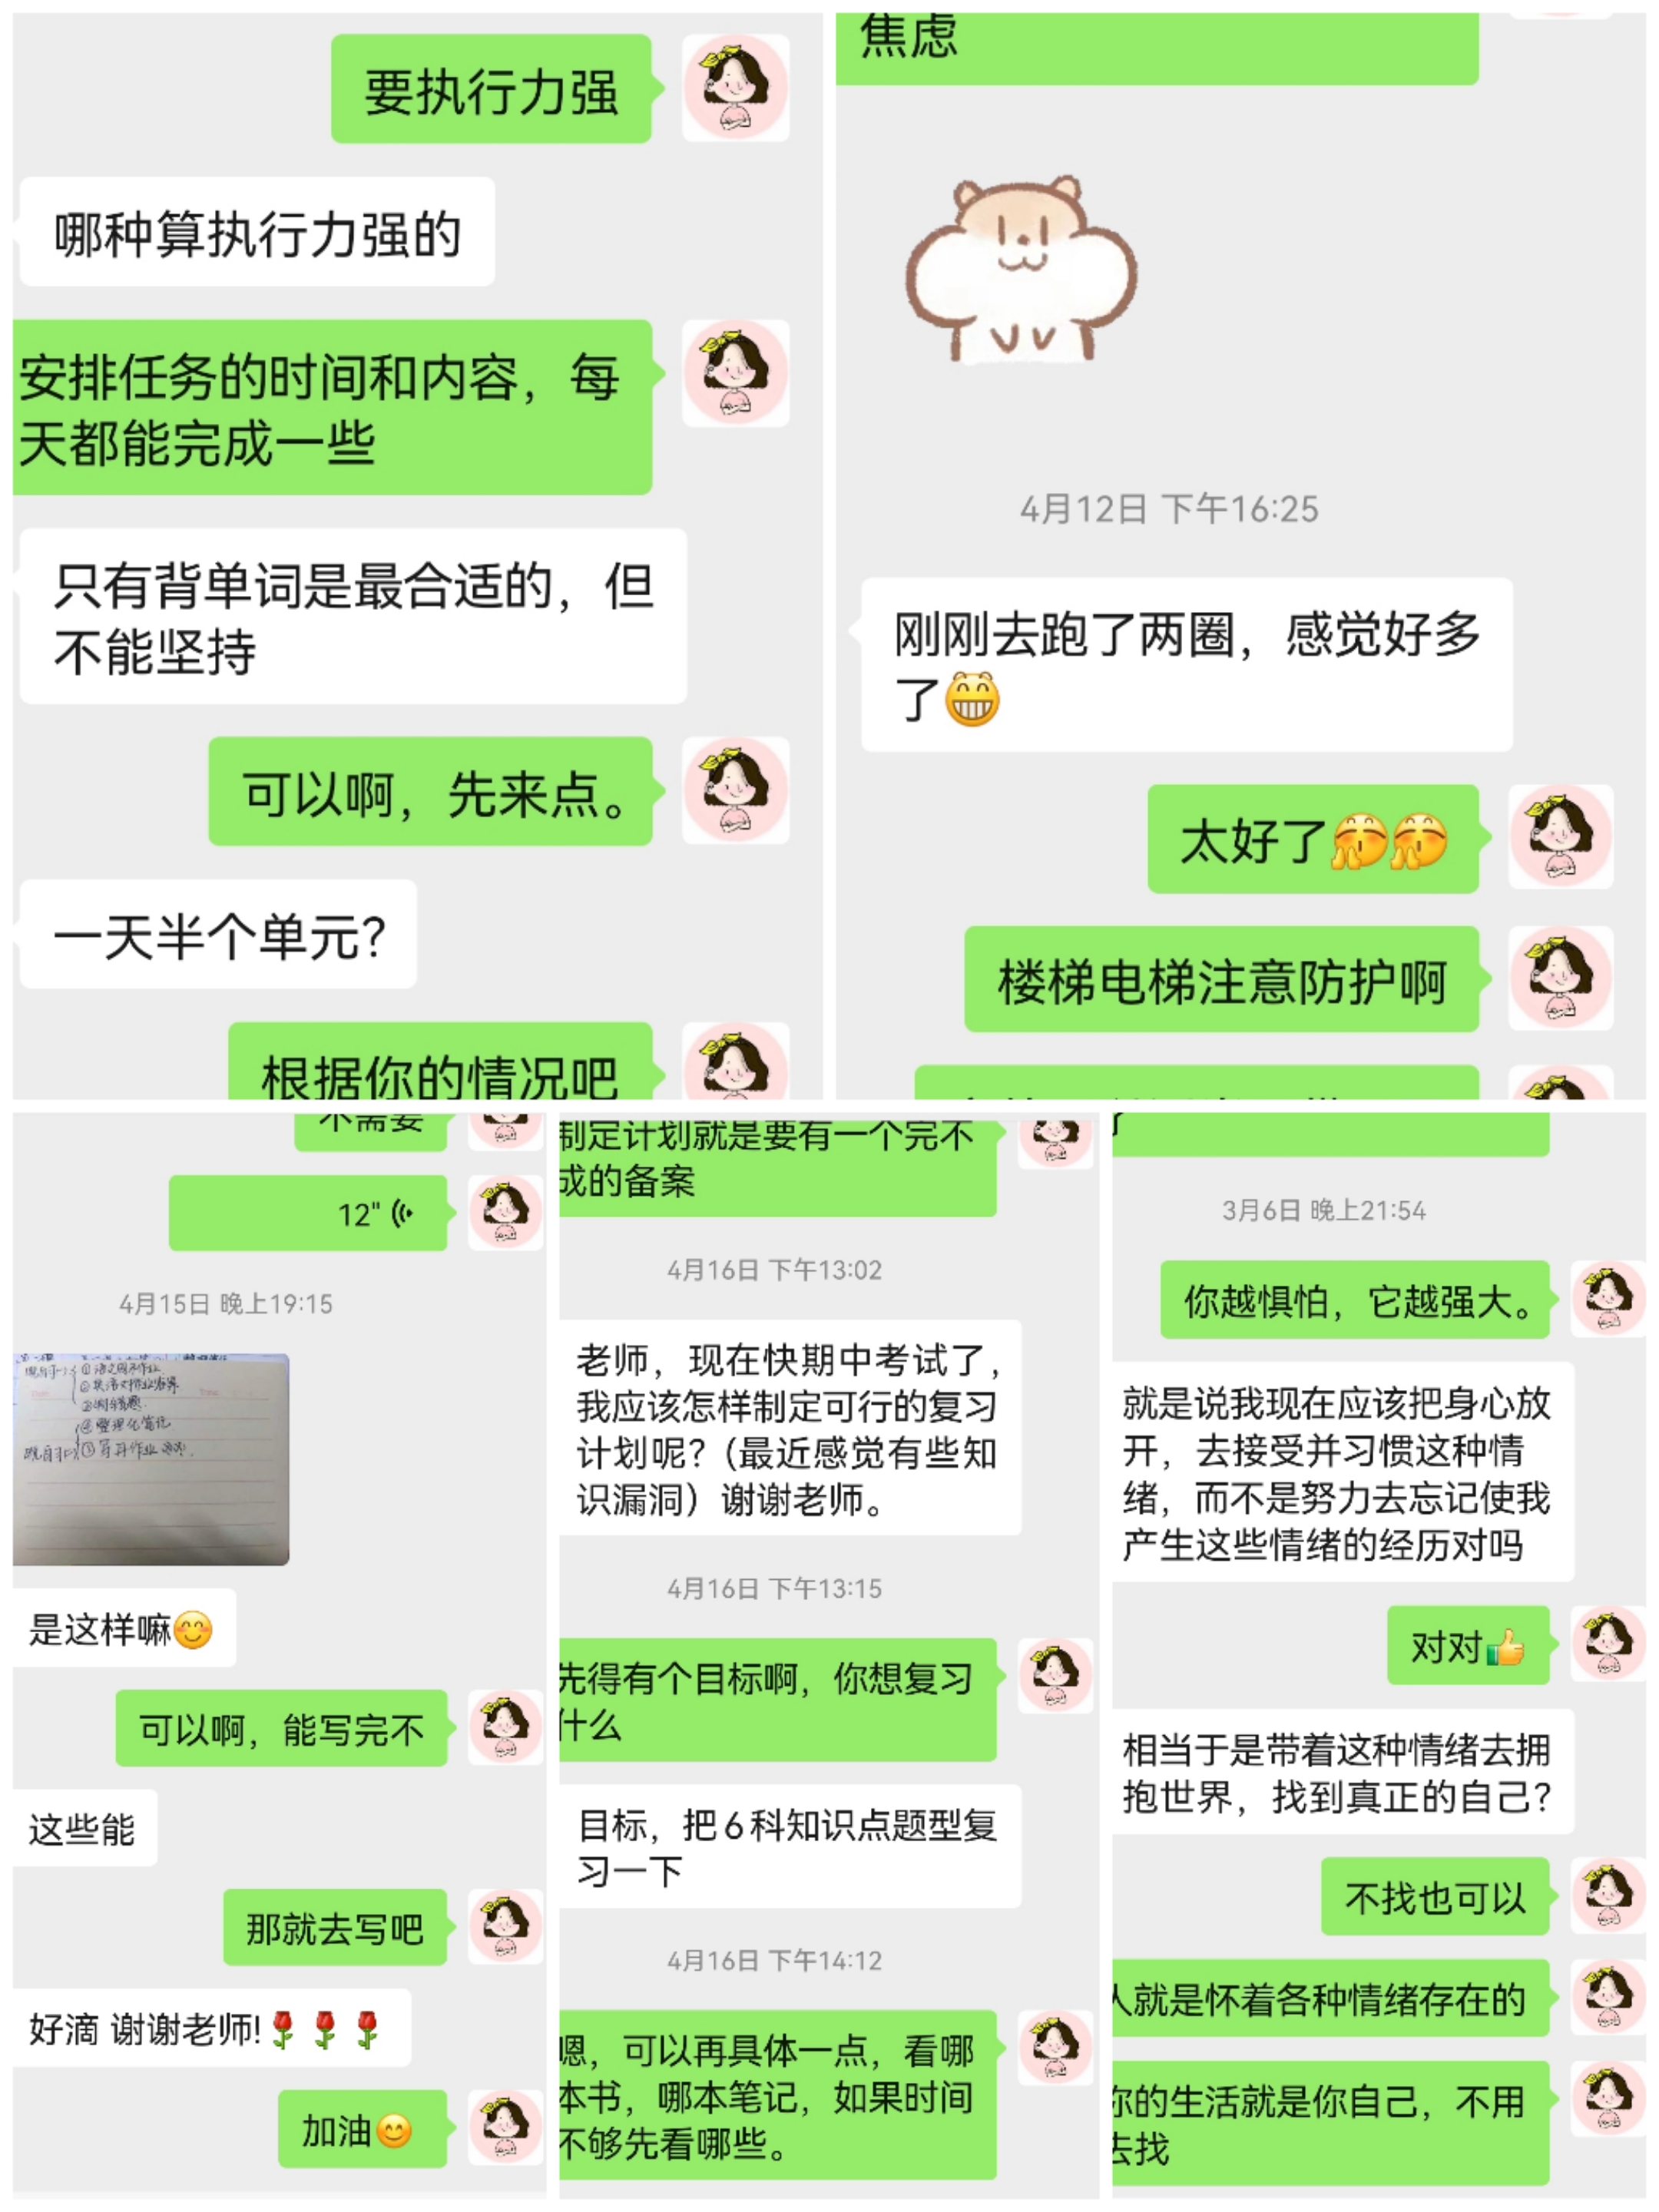 要执行力强
哪种算执行力强的
安排任务的时间和内容，每
天都能完成一些
只有背单词是最合适的，但
不能坚持
可以啊，先来点。
一天半个单元？
根据你的情况吧
焦虑
4月12日 下午16:25
刚刚去跑了两圈，感觉好多
了😁
太好了
楼梯电梯注意防护啊
不需要
12"
4月15日 晚上19:15
是这样嘛😊
可以啊，能写完不
这些能
那就去写吧
好滴 谢谢老师!🌹🌹🌹
加油😊
制定计划就是要有一个完不
成的备案
4月16日 下午13:02
老师，现在快期中考试了，
我应该怎样制定可行的复习
计划呢？（最近感觉有些知
识漏洞）谢谢老师。
4月16日 下午13:15
先得有个目标啊，你想复习
什么
目标，把6科知识点题型复
习一下
4月16日 下午14:12
嗯，可以再具体一点，看哪
本书，哪本笔记，如果时间
不够先看哪些。
3月6日 晚上21:54
你越惧怕，它越强大。
就是说我现在应该把身心放
开，去接受并习惯这种情
绪，而不是努力去忘记使我
产生这些情绪的经历对吗
对对👍
相当于是带着这种情绪去拥
抱世界，找到真正的自己？
不找也可以
人就是怀着各种情绪存在的
你的生活就是你自己，不用
去找